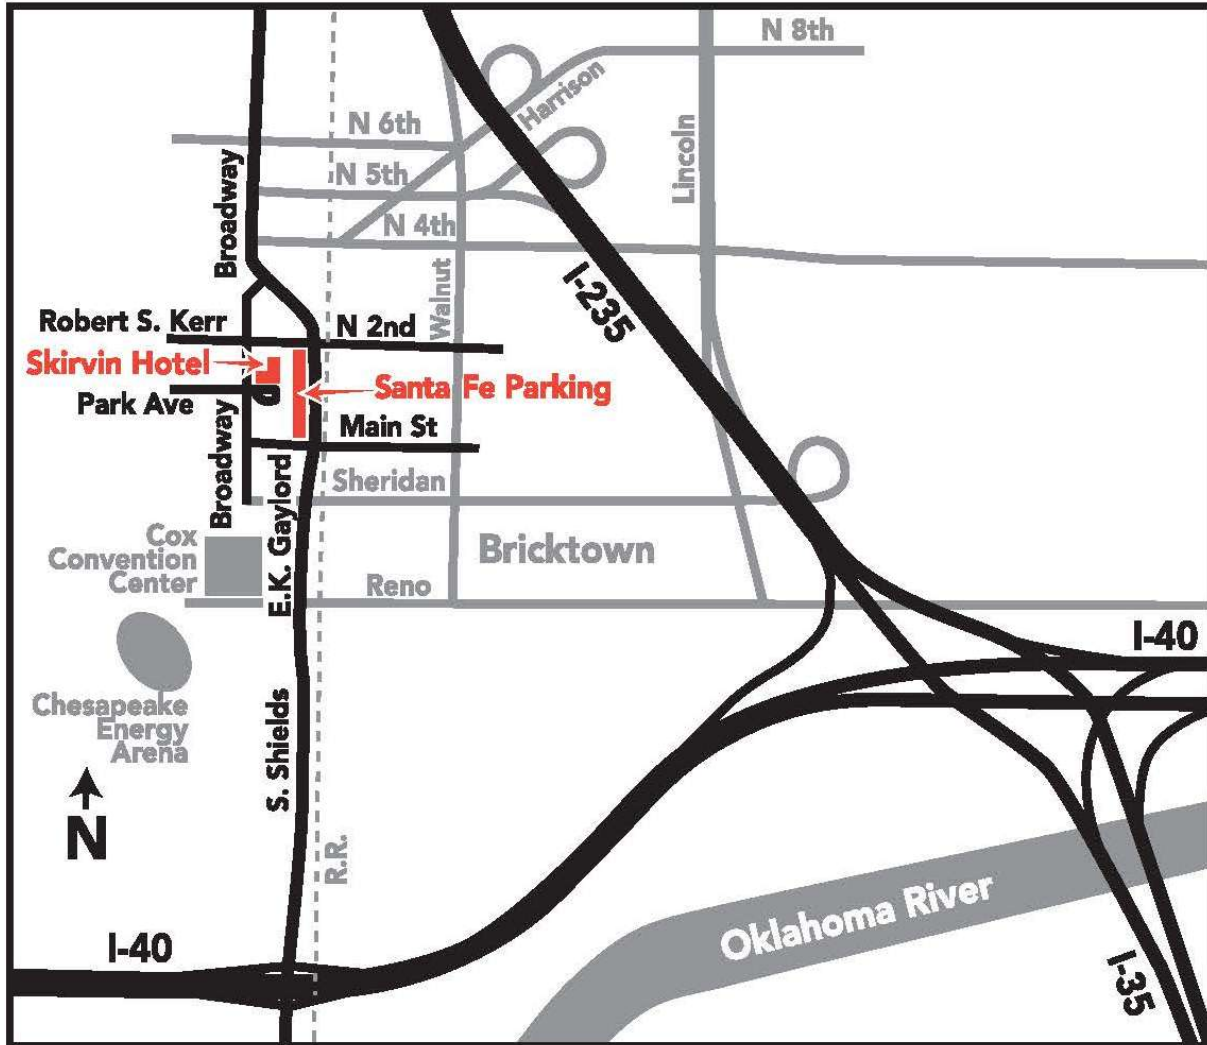 N 8th
Harrison
N 6th
Lincoln
N 5th
Broadway
N 4th
Walnut
I-235
Robert S. Kerr
N 2nd
Skirvin Hotel
Santa Fe Parking
Park Ave
Main St
Broadway
E.K. Gaylord
Sheridan
Cox
Convention
Center
Bricktown
Reno
I-40
Chesapeake
Energy
Arena
S. Shields
N
R.R.
Oklahoma River
I-40
I-35